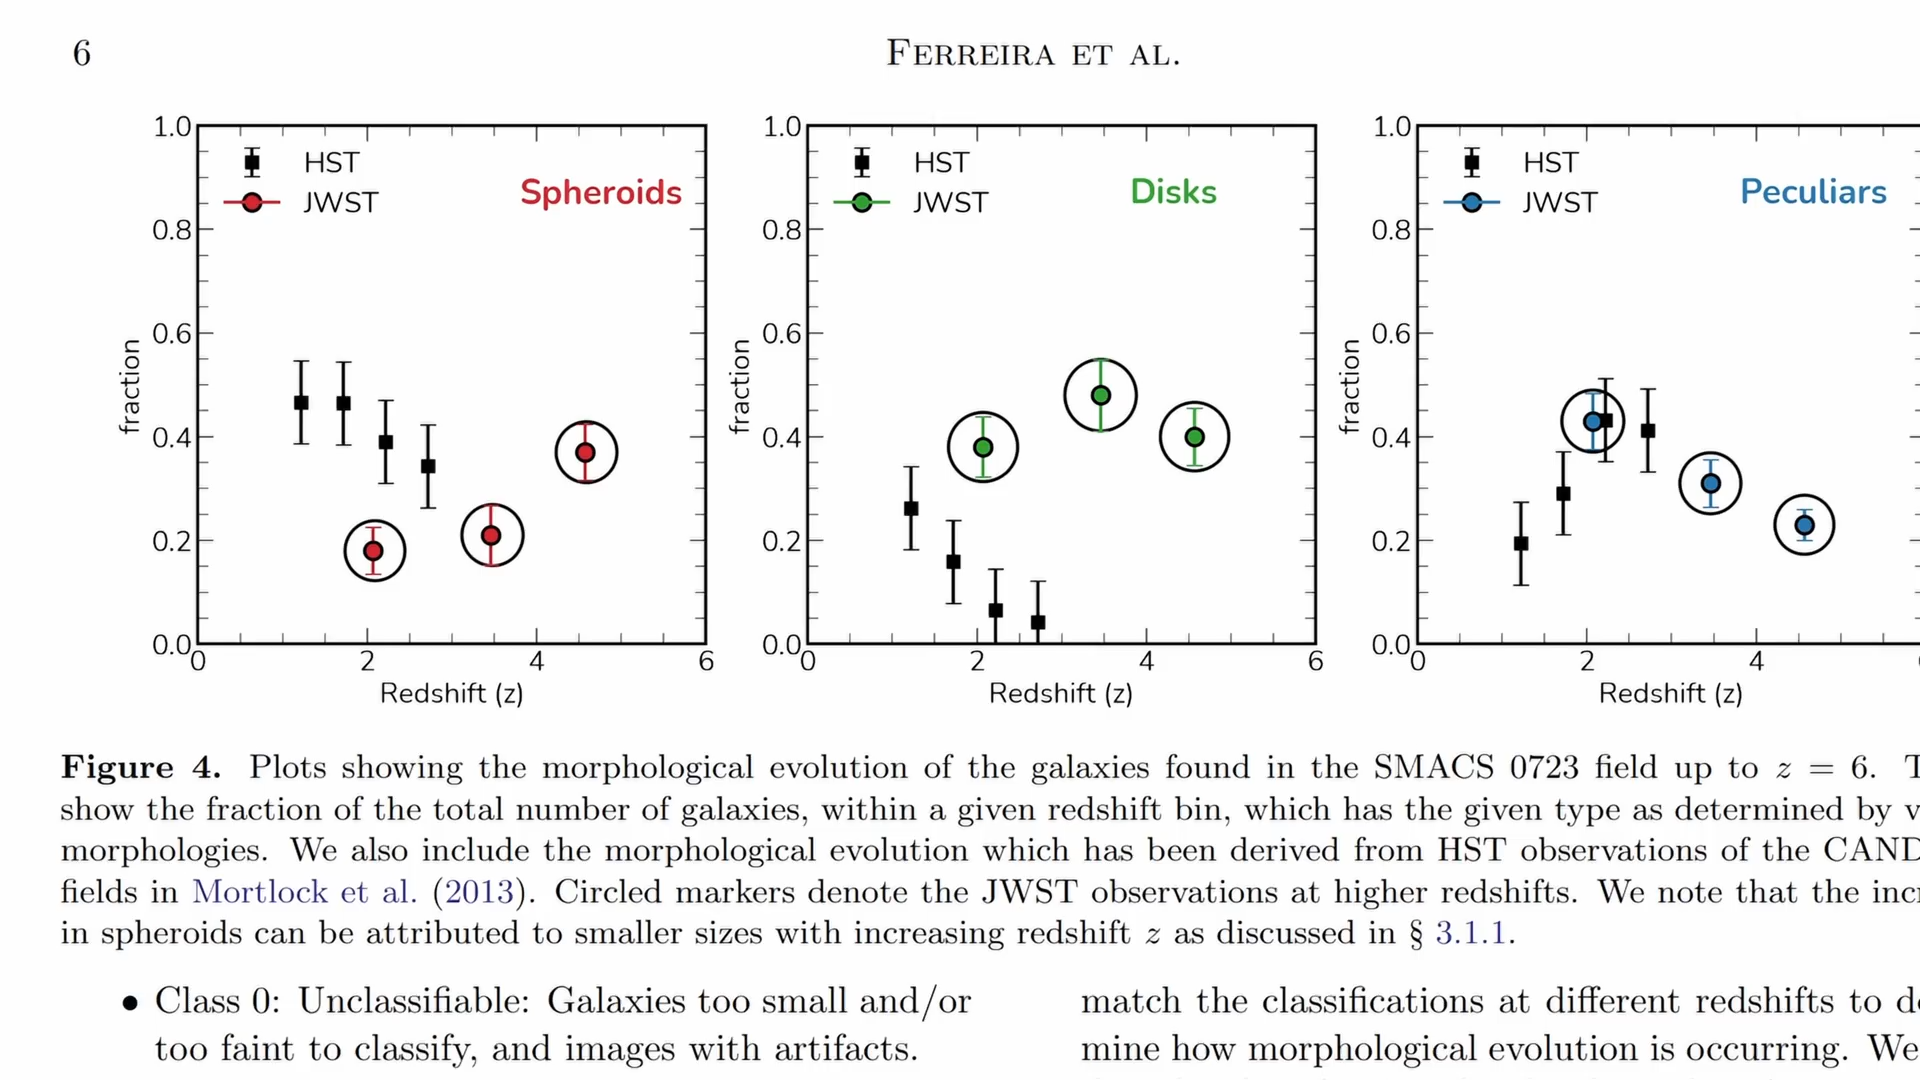 6
FERREIRA ET AL.
1.0
0.8
0.6
0.4
0.2
0.0
fraction
HST
JWST
Spheroids
0 2 4 6
Redshift (z)
1.0
0.8
0.6
0.4
0.2
0.0
fraction
HST
JWST
Disks
0 2 4 6
Redshift (z)
1.0
0.8
0.6
0.4
0.2
0.0
fraction
HST
JWST
Peculiars
0 2 4
Redshift (z)
Figure 4. Plots showing the morphological evolution of the galaxies found in the SMACS 0723 field up to z = 6.
show the fraction of the total number of galaxies, within a given redshift bin, which has the given type as determined by
morphologies. We also include the morphological evolution which has been derived from HST observations of the CAND
fields in Mortlock et al. (2013). Circled markers denote the JWST observations at higher redshifts. We note that the incr
in spheroids can be attributed to smaller sizes with increasing redshift z as discussed in § 3.1.1.
• Class 0: Unclassifiable: Galaxies too small and/or
too faint to classify, and images with artifacts.
match the classifications at different redshifts to de
mine how morphological evolution is occurring. We